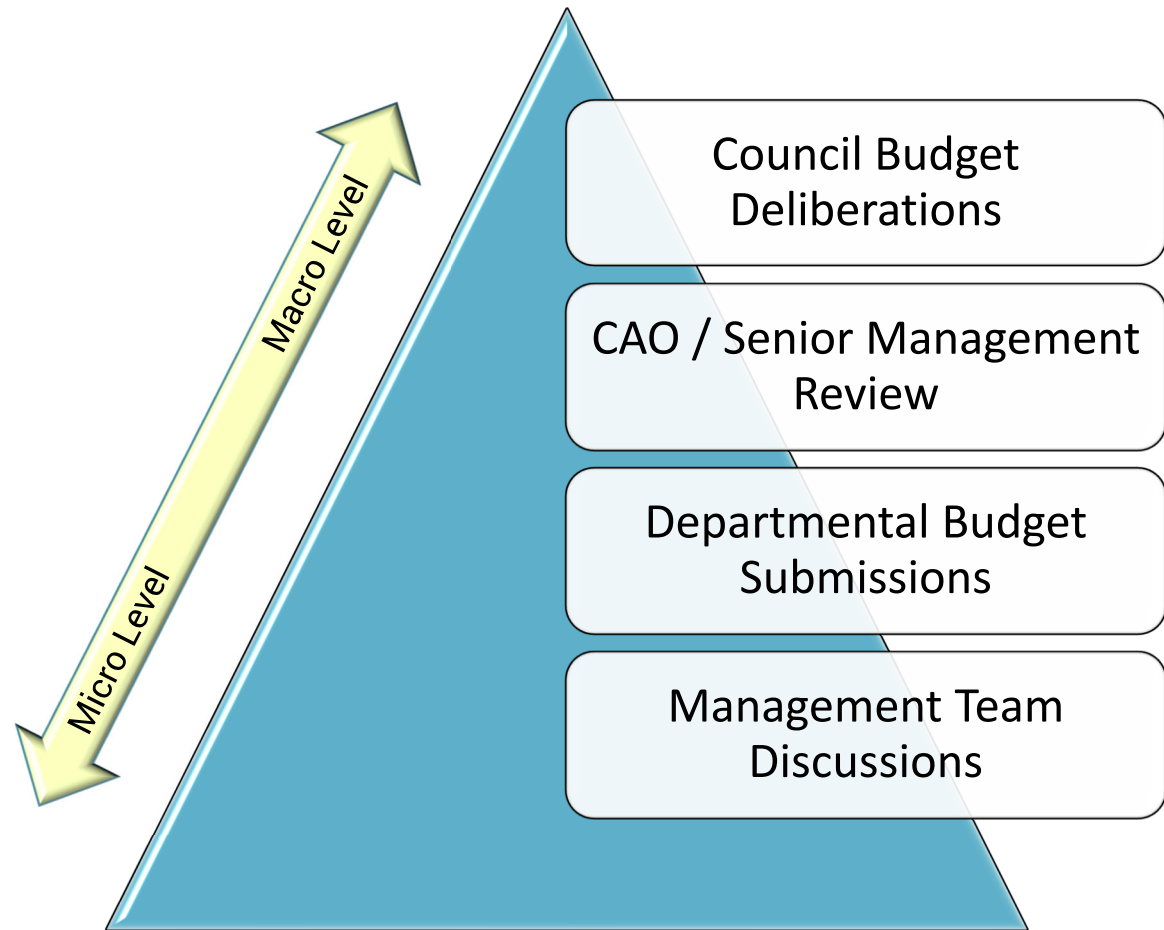 Macro Level
Micro Level
Council Budget
Deliberations
CAO / Senior Management
Review
Departmental Budget
Submissions
Management Team
Discussions